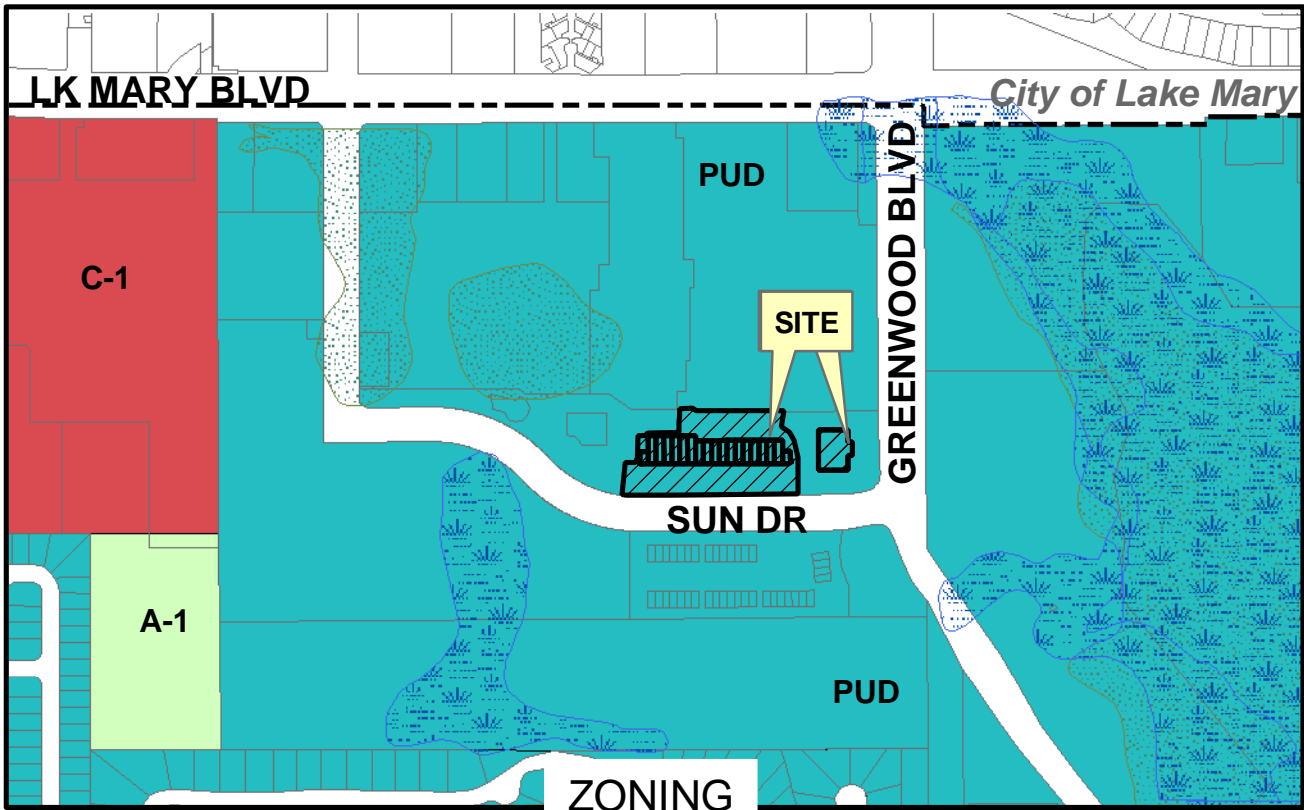 LK MARY BLVD
City of Lake Mary
PUD
GREENWOOD BLVD
C-1
SITE
SUN DR
A-1
PUD
ZONING